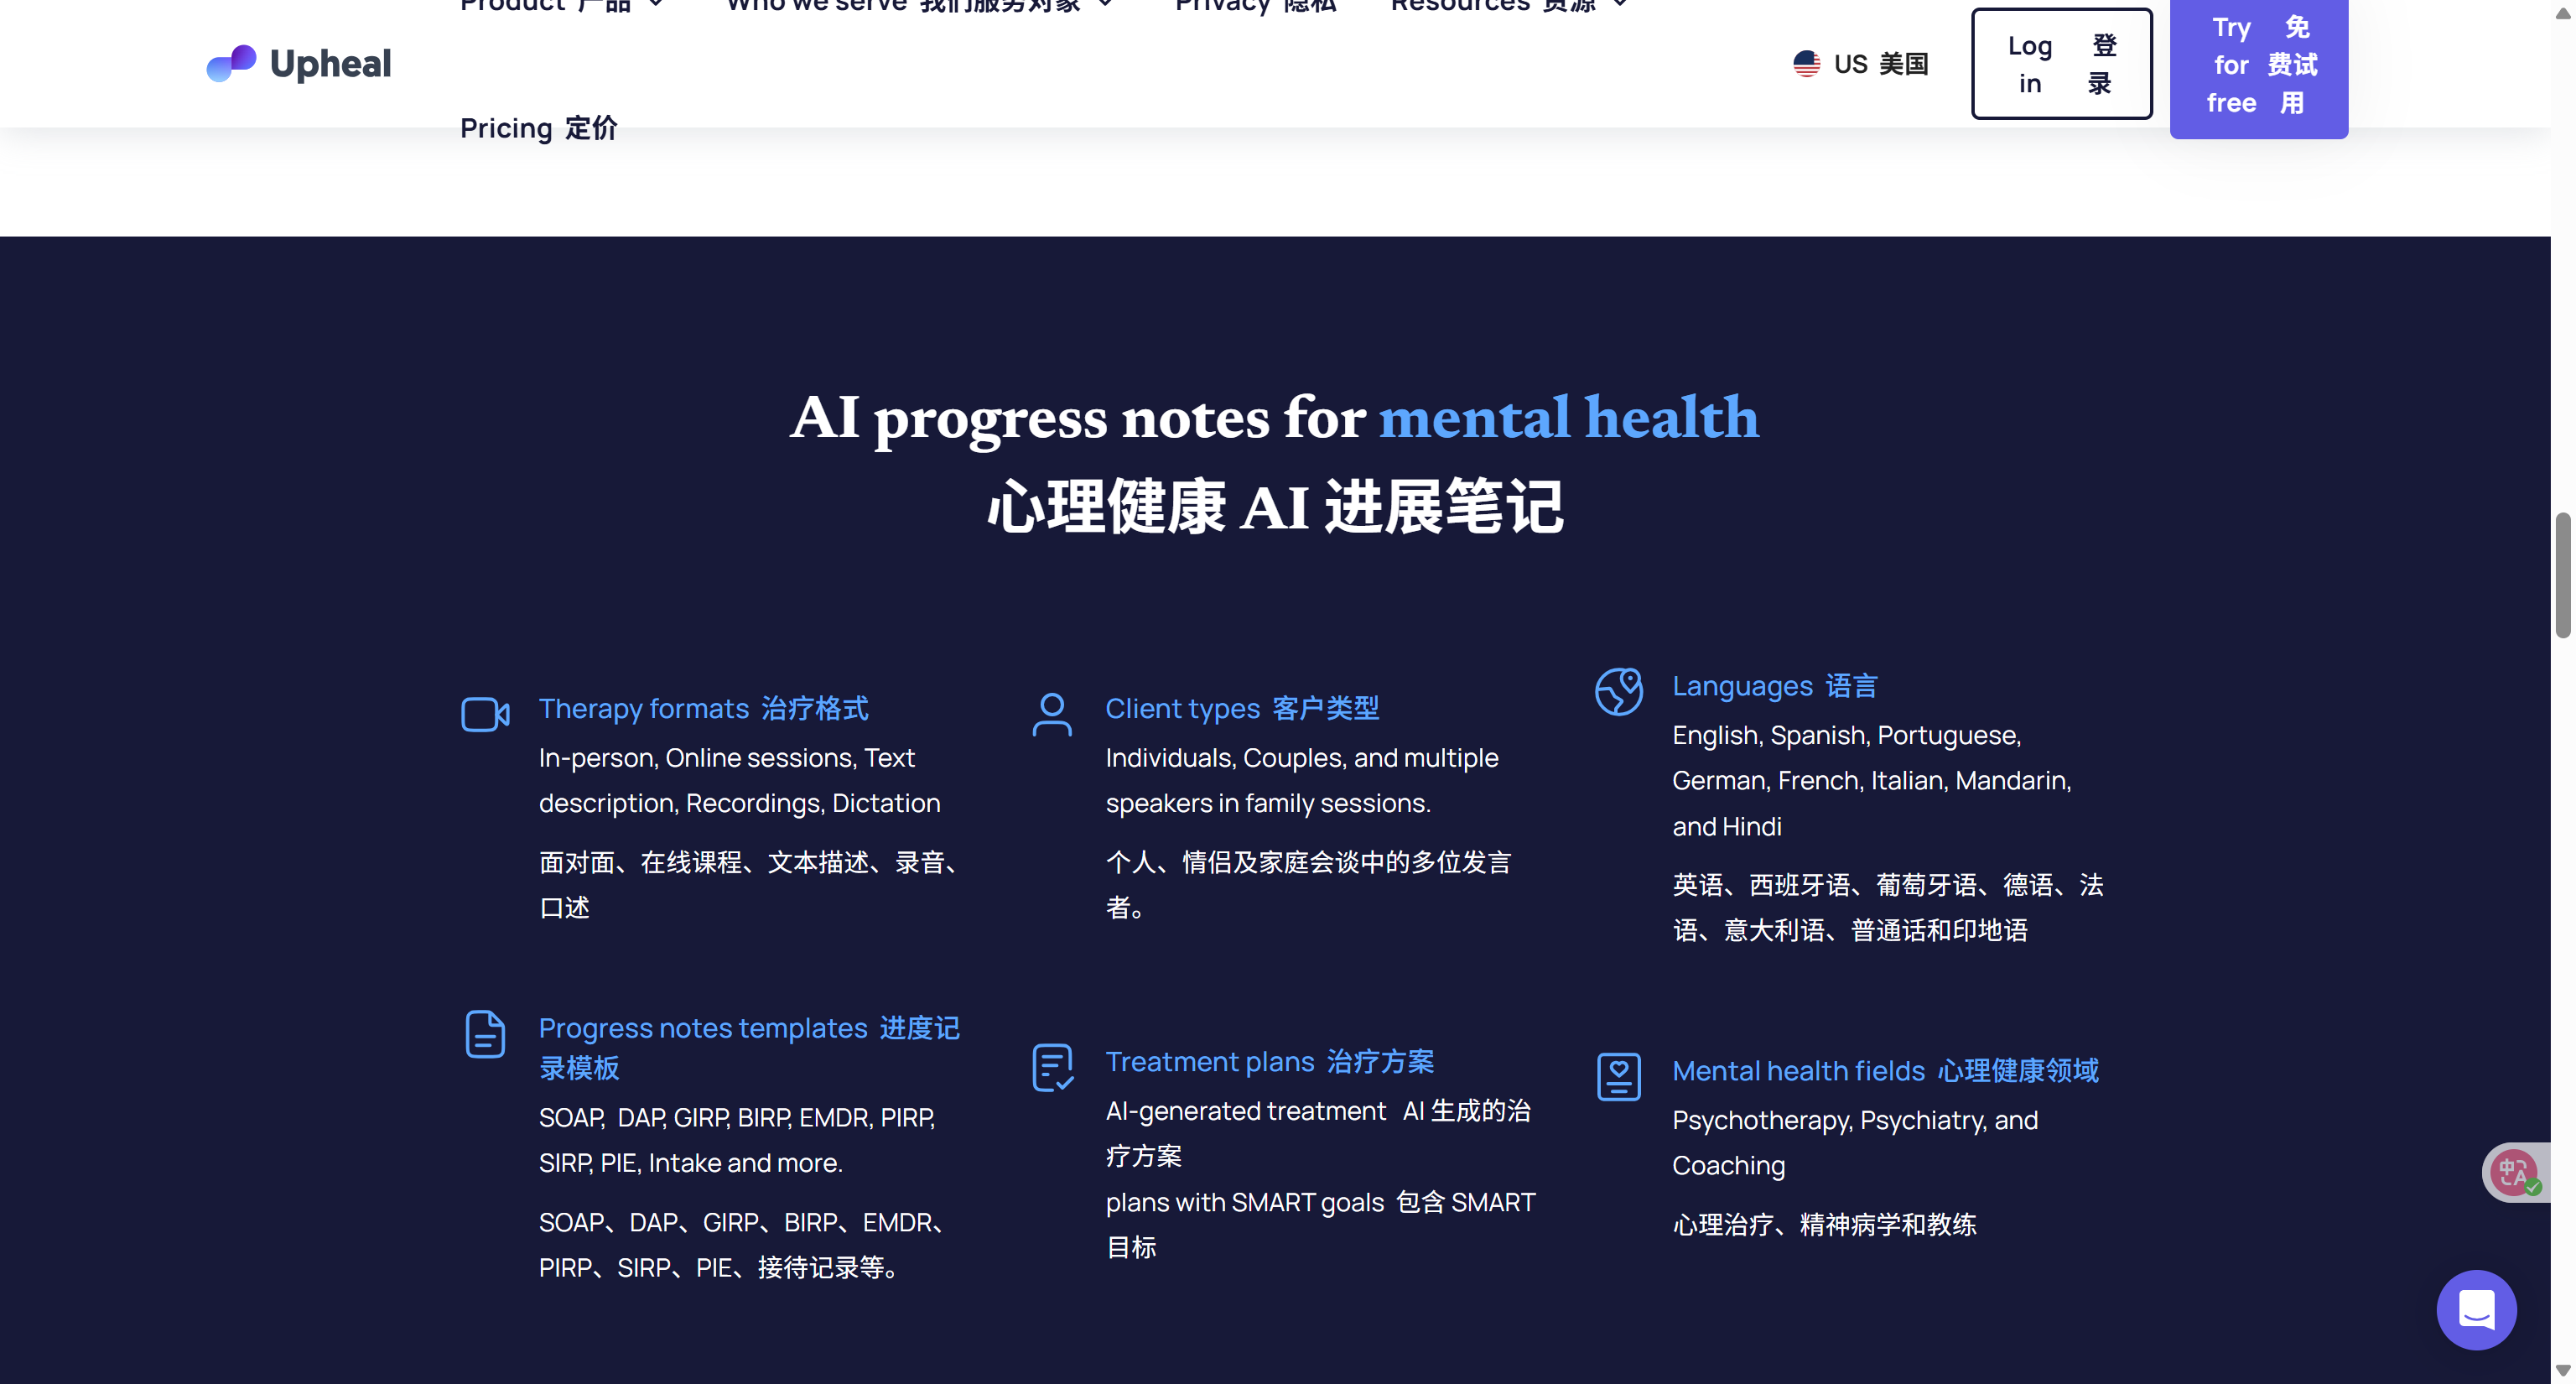 Product 产品
Who we serve 我们服务对象
Privacy 隐私
Resources 资源
Upheal
Pricing 定价
US 美国
Log in
登录
Try for free
免费试用
AI progress notes for mental health
心理健康 AI 进展笔记
Therapy formats 治疗格式
In-person, Online sessions, Text
description, Recordings, Dictation
面对面、在线课程、文本描述、录音、
口述
Client types 客户类型
Individuals, Couples, and multiple
speakers in family sessions.
个人、情侣及家庭会谈中的多位发言
者。
Languages 语言
English, Spanish, Portuguese,
German, French, Italian, Mandarin,
and Hindi
英语、西班牙语、葡萄牙语、德语、法
语、意大利语、普通话和印地语
Progress notes templates 进度记
录模板
SOAP, DAP, GIRP, BIRP, EMDR, PIRP,
SIRP, PIE, Intake and more.
SOAP、DAP、GIRP、BIRP、EMDR、
PIRP、SIRP、PIE、接待记录等。
Treatment plans 治疗方案
AI-generated treatment AI 生成的治
疗方案
plans with SMART goals 包含 SMART
目标
Mental health fields 心理健康领域
Psychotherapy, Psychiatry, and
Coaching
心理治疗、精神病学和教练